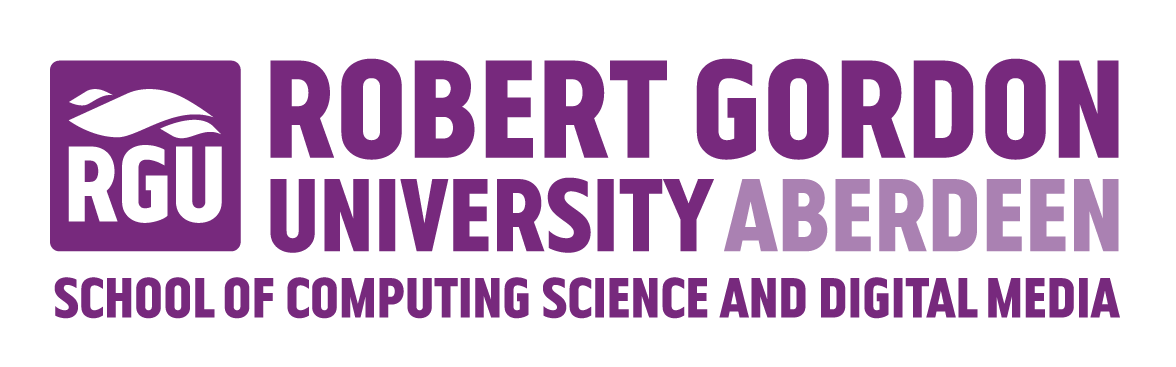 RGU
ROBERT GORDON
UNIVERSITY ABERDEEN
SCHOOL OF COMPUTING SCIENCE AND DIGITAL MEDIA